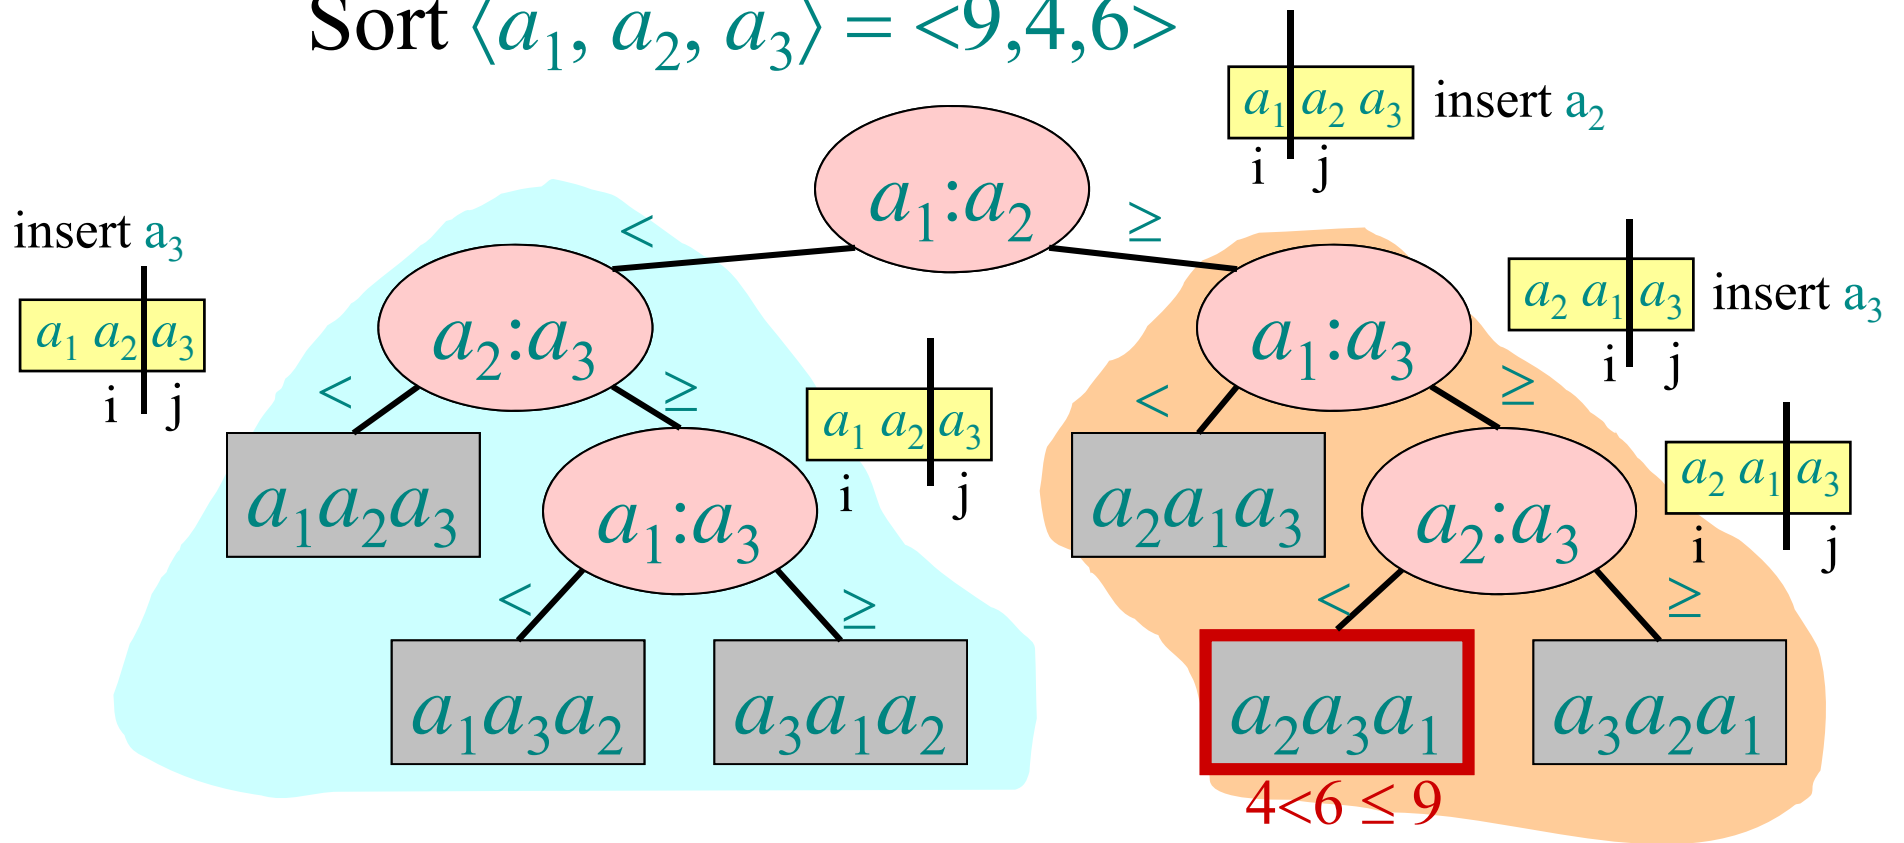 Sort ⟨a₁, a₂, a₃⟩ = <9,4,6>
a₁ a₂ a₃ insert a₂
i j
a₁:a₂
< ≥
insert a₃
a₁ a₂ a₃
i j
a₂:a₃
< ≥
a₁ a₂ a₃
i j
a₁:a₃
< ≥
a₂ a₁ a₃ insert a₃
i j
a₂ a₁ a₃
i j
a₁a₂a₃
a₁:a₃
< ≥
a₂a₁a₃
a₂:a₃
< ≥
a₁a₃a₂
a₃a₁a₂
a₂a₃a₁
a₃a₂a₁
4<6 ≤ 9